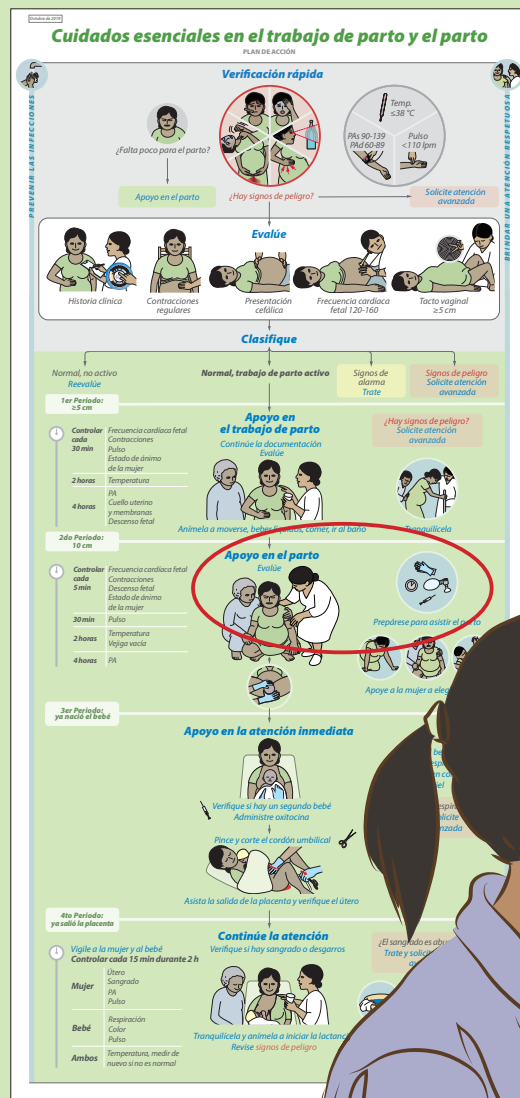 Octubre de 2019
Cuidados esenciales en el trabajo de parto y el parto
PLAN DE ACCIÓN
PREVENIR LAS INFECCIONES
BRINDAR UNA ATENCIÓN RESPETUOSA
Verificación rápida
¿Falta poco para el parto?
Temp.
≤38 °C
PAs 90-139
PAd 60-89
Pulso
<110 lpm
Apoyo en el parto
¿Hay signos de peligro?
Solicite atención
avanzada
Evalúe
Historia clínica
Contracciones
regulares
Presentación
cefálica
Frecuencia cardiaca
fetal 120-160
Tacto vaginal
≥5 cm
Clasifique
Normal, no activo
Reevalúe
Normal, trabajo de parto activo
Signos de
alarma
Trate
Signos de peligro
Solicite atención
avanzada
1er Periodo:
≥5 cm
Controlar
cada
30 min
Frecuencia cardíaca fetal
Contracciones
Pulso
Estado de ánimo
de la mujer
2 horas
Temperatura
4 horas
PA
Cuello uterino
y membranas
Descenso fetal
Apoyo en
el trabajo de parto
Continúe la documentación
Evalúe
¿Hay signos de peligro?
Solicite atención
avanzada
Anímela a moverse, beber líquidos, comer, ir al baño
Tranquilícela
2do Periodo:
10 cm
Controlar
cada
5 min
Frecuencia cardíaca fetal
Contracciones
Descenso fetal
Estado de ánimo
de la mujer
30 min
Pulso
2 horas
Temperatura
Vejiga vacía
4 horas
PA
Apoyo en el parto
Evalúe
Prepárese para asistir el parto
Apoye a la mujer a eleg
3er Periodo:
ya nació el bebé
Apoyo en la atención inmediata
Verifique si hay un segundo bebé
Administre oxitocina
Pince y corte el cordón umbilical
Asista la salida de la placenta y verifique el útero
4to Periodo:
ya salió la placenta
Vigile a la mujer y al bebé
Controlar cada 15 min durante 2 h
Mujer
Útero
Sangrado
PA
Pulso
Bebé
Respiración
Color
Pulso
Ambos
Temperatura, medir de
nuevo si no es normal
Continúe la atención
Verifique si hay sangrado o desgarros
¿El sangrado es abu
Trate y solicit
Tranquilícela y anímela a iniciar la lactanc
Revise signos de peligro